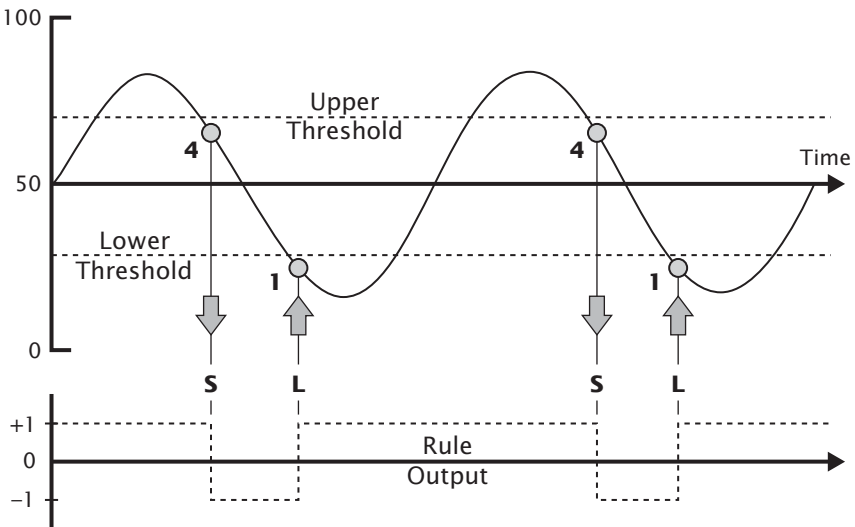 100
Upper
Threshold
4
4
Time
50
Lower
Threshold
1
1
0
S
L
S
L
+1
Rule
0
Output
−1